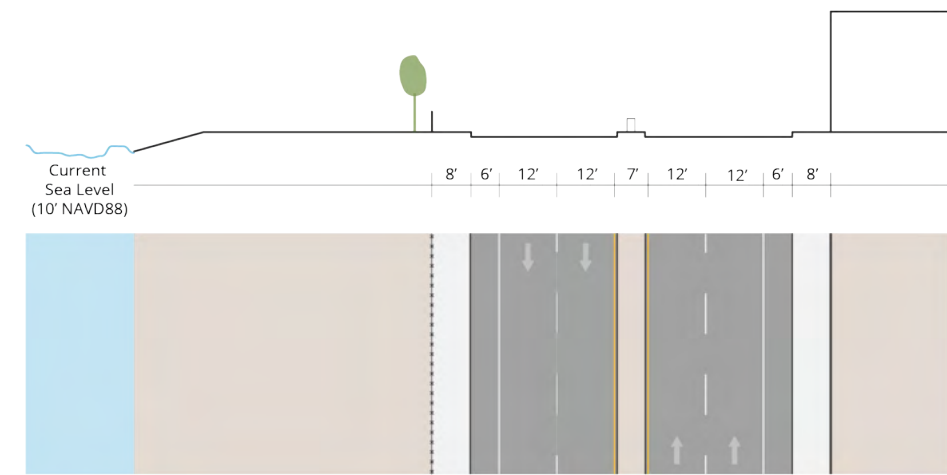 8’ 6’ 12’ 12’ 7’ 12’ 12’ 6’ 8’
Current
Sea Level
(10’ NAVD88)